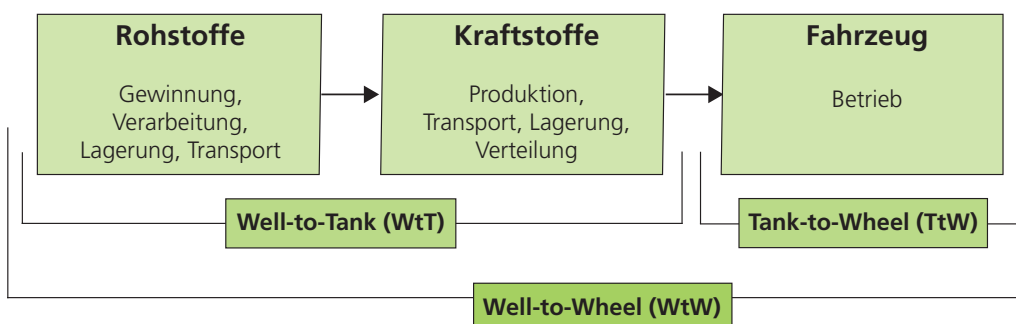 Rohstoffe
Gewinnung,
Verarbeitung,
Lagerung, Transport
Kraftstoffe
Produktion,
Transport, Lagerung,
Verteilung
Fahrzeug
Betrieb
Well-to-Tank (WtT)
Tank-to-Wheel (TtW)
Well-to-Wheel (WtW)